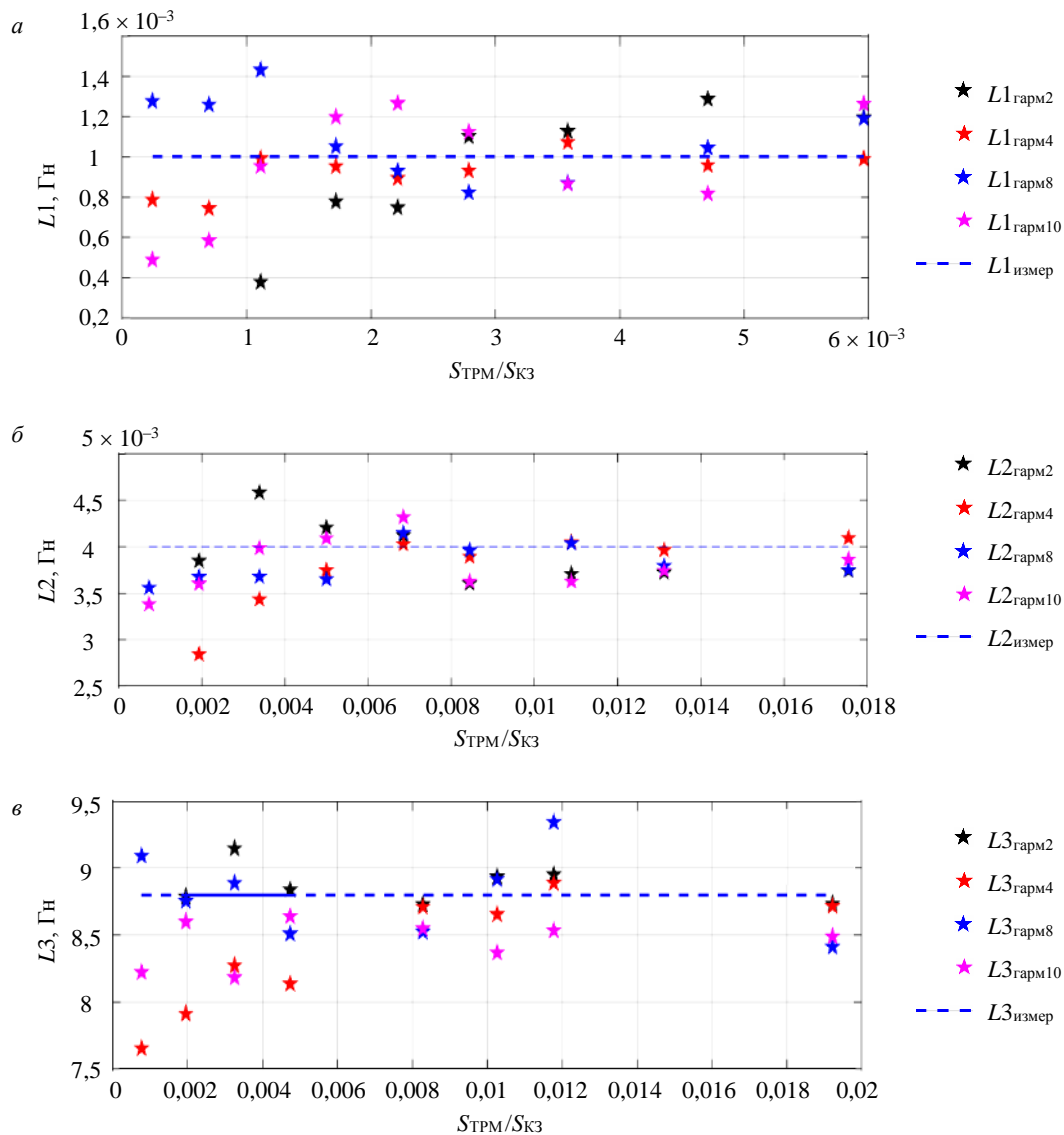 а
1,6 × 10⁻³
1,4
1,2
1
0,8
0,6
0,4
0,2
L1, Гн
0 1 2 3 4 5 6 × 10⁻³
SТРМ/SКЗ
L1гарм2
L1гарм4
L1гарм8
L1гарм10
L1измер
б
5 × 10⁻³
4,5
4
3,5
3
2,5
L2, Гн
0 0,002 0,004 0,006 0,008 0,01 0,012 0,014 0,016 0,018
SТРМ/SКЗ
L2гарм2
L2гарм4
L2гарм8
L2гарм10
L2измер
в
9,5
9
8,5
8
7,5
L3, Гн
0 0,002 0,004 0,006 0,008 0,01 0,012 0,014 0,016 0,018 0,02
SТРМ/SКЗ
L3гарм2
L3гарм4
L3гарм8
L3гарм10
L3измер